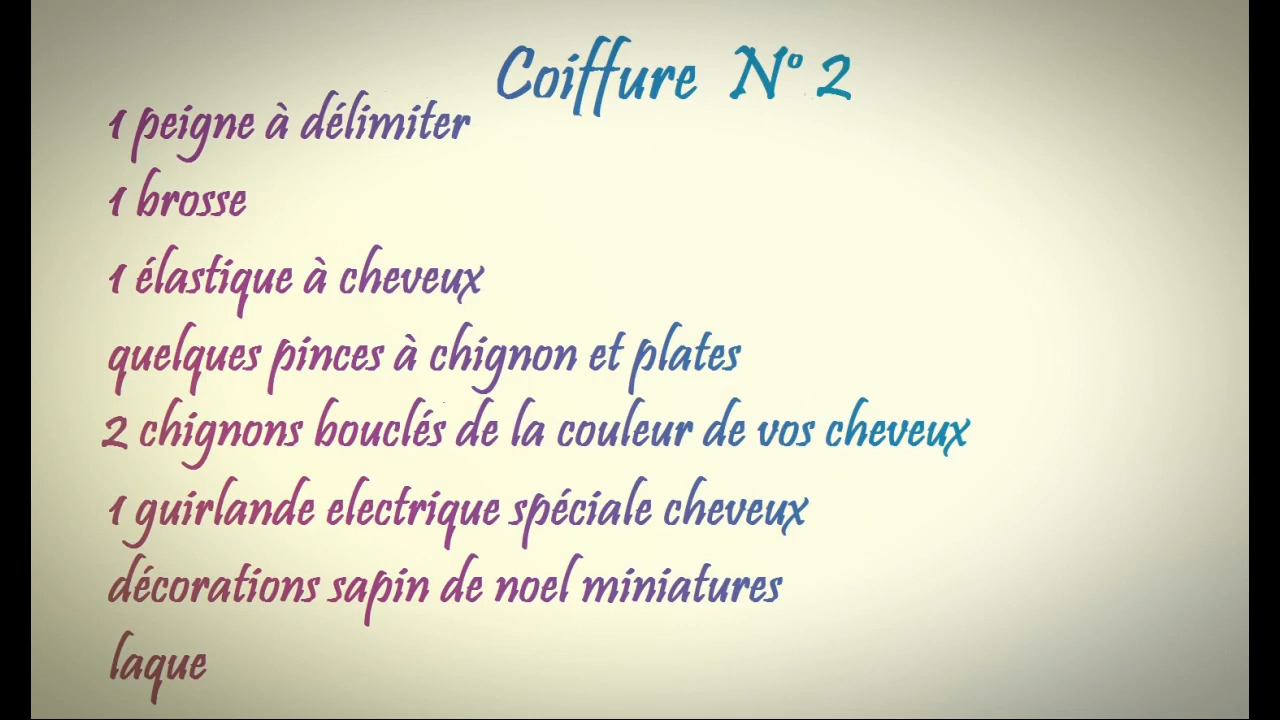 Coiffure N° 2
1 peigne à délimiter
1 brosse
1 élastique à cheveux
quelques pinces à chignon et plates
2 chignons bouclés de la couleur de vos cheveux
1 guirlande electrique spéciale cheveux
décorations sapin de noel miniatures
laque